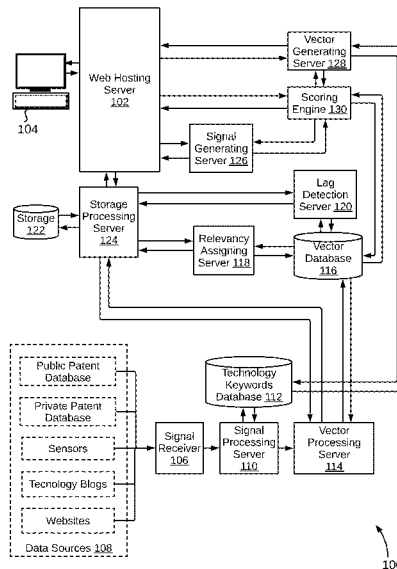 Web Hosting
Server
102
Vector
Generating
Server 128
Scoring
Engine 130
104
Signal
Generating
Server 126
Lag
Detection
Server 120
Storage
122
Storage
Processing
Server
124
Relevancy
Assigning
Server 118
Vector
Database
116
Public Patent
Database
Private Patent
Database
Sensors
Tecnology Blogs
Websites
Data Sources 108
Technology
Keywords
Database 112
Signal
Receiver
106
Signal
Processing
Server
110
Vector
Processing
Server
114